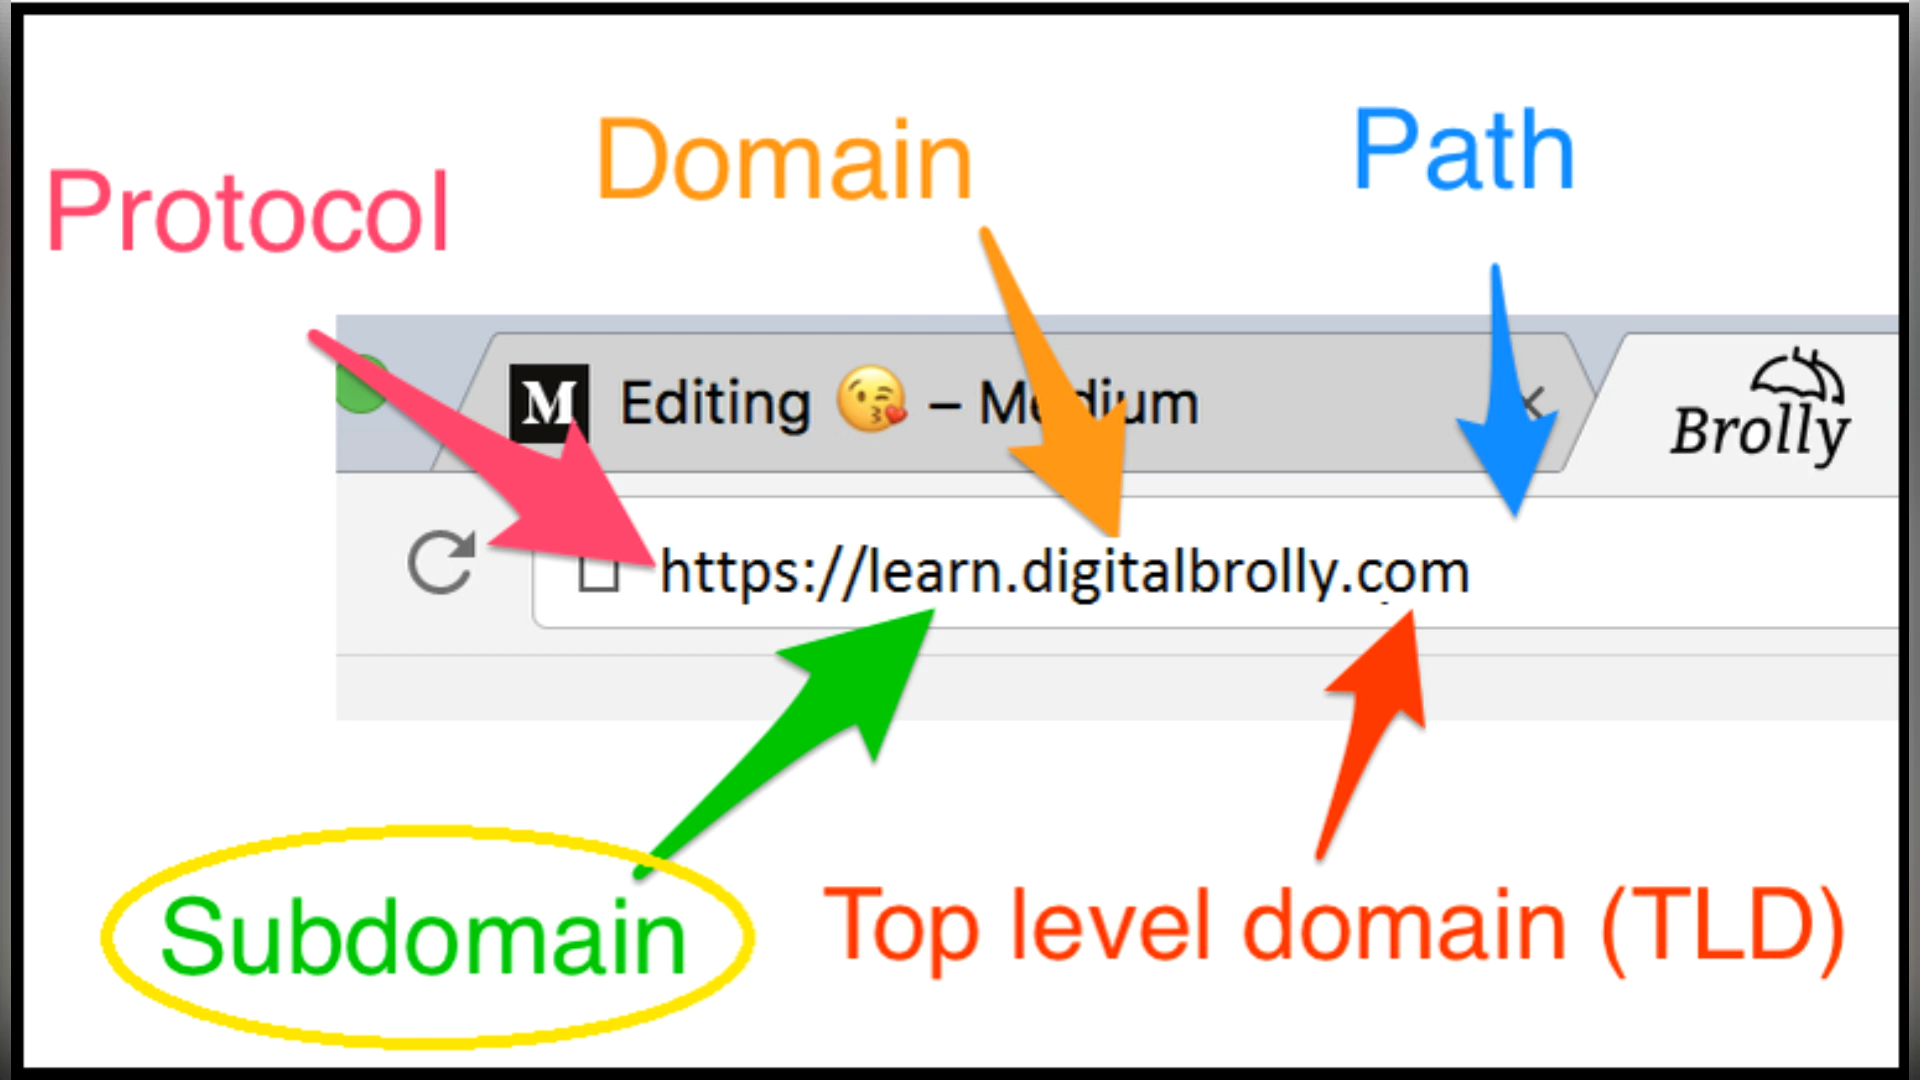 Protocol
Domain
Path
M Editing 😘 – Medium
Brolly
https://learn.digitalbrolly.com
Subdomain
Top level domain (TLD)